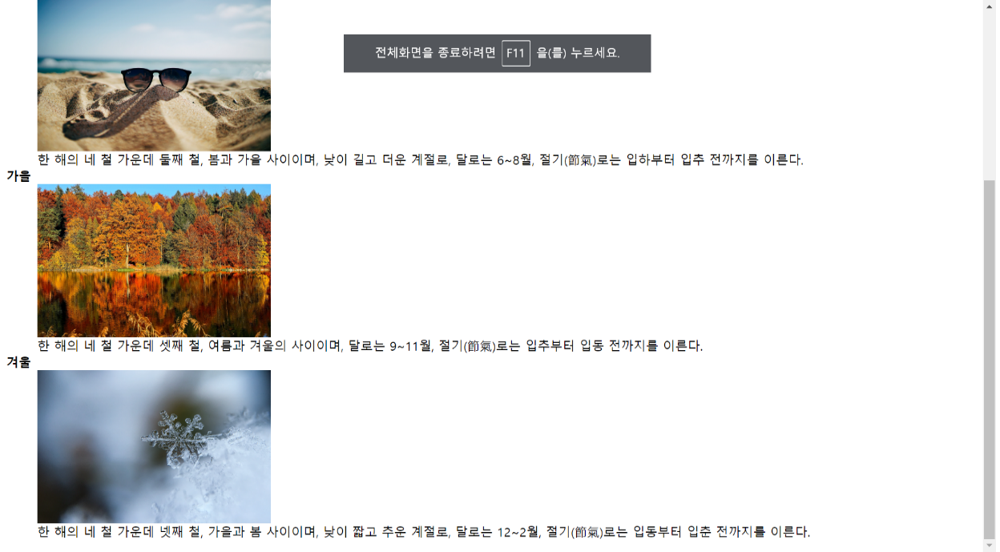 전체화면을 종료하려면 F11 을(를) 누르세요.
한 해의 네 철 가운데 둘째 철, 봄과 가을 사이이며, 낮이 길고 더운 계절로, 달로는 6~8월, 절기(節氣)로는 입하부터 입추 전까지를 이른다.
가을
한 해의 네 철 가운데 셋째 철, 여름과 겨울의 사이이며, 달로는 9~11월, 절기(節氣)로는 입추부터 입동 전까지를 이른다.
겨울
한 해의 네 철 가운데 넷째 철, 가을과 봄 사이이며, 낮이 짧고 추운 계절로, 달로는 12~2월, 절기(節氣)로는 입동부터 입춘 전까지를 이른다.